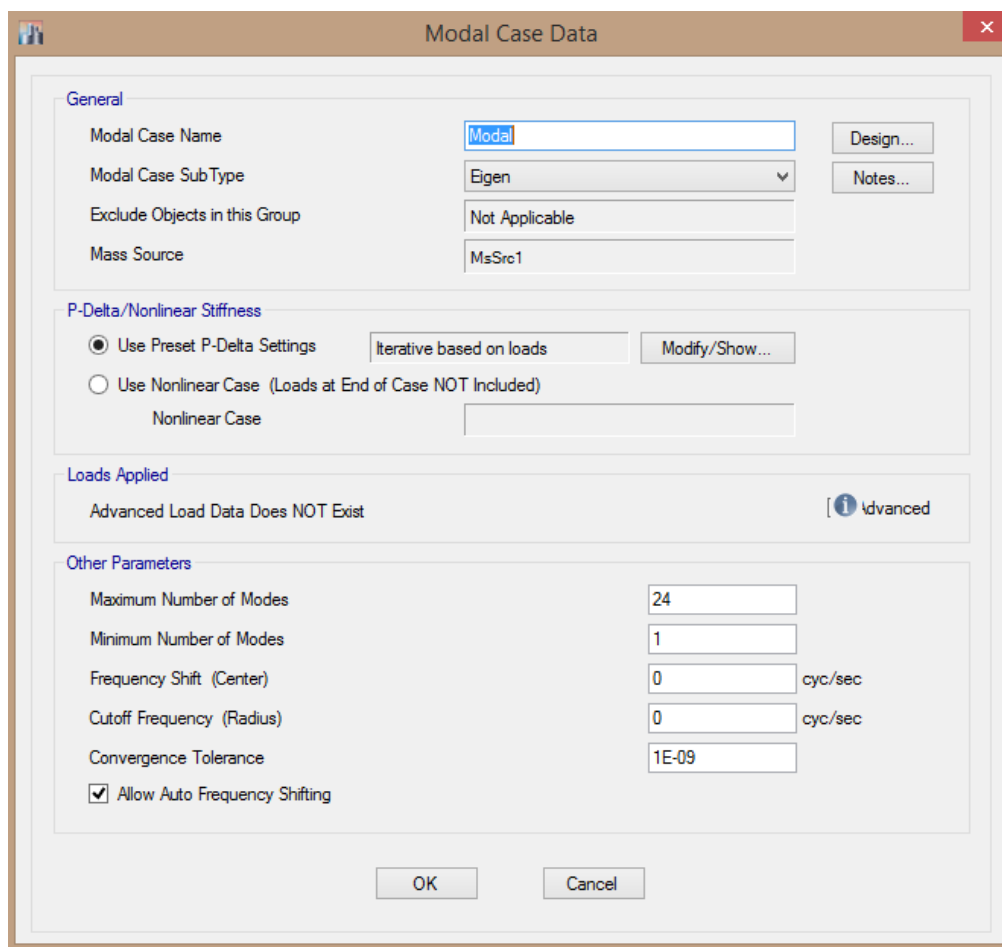 Modal Case Data
General
Modal Case Name Modal Design...
Modal Case SubType Eigen Notes...
Exclude Objects in this Group Not Applicable
Mass Source MsSrc1
P-Delta/Nonlinear Stiffness
Use Preset P-Delta Settings Iterative based on loads Modify/Show...
Use Nonlinear Case (Loads at End of Case NOT Included)
Nonlinear Case
Loads Applied
Advanced Load Data Does NOT Exist Advanced
Other Parameters
Maximum Number of Modes 24
Minimum Number of Modes 1
Frequency Shift (Center) 0 cyc/sec
Cutoff Frequency (Radius) 0 cyc/sec
Convergence Tolerance 1E-09
Allow Auto Frequency Shifting
OK Cancel